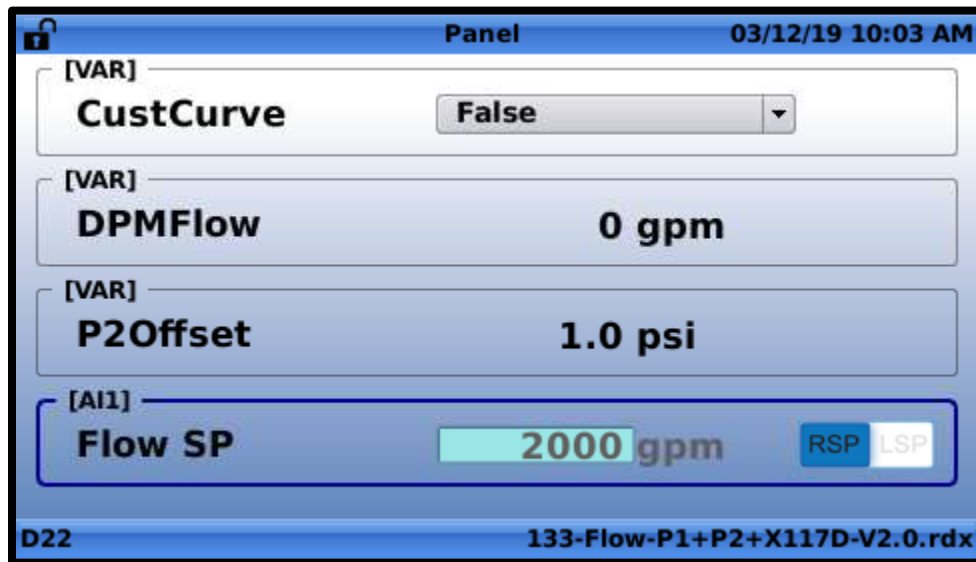 Panel 03/12/19 10:03 AM
[VAR]
CustCurve False
[VAR]
DPMFlow 0 gpm
[VAR]
P2Offset 1.0 psi
[AI1]
Flow SP 2000 gpm RSP LSP
D22 133-Flow-P1+P2+X117D-V2.0.rdx